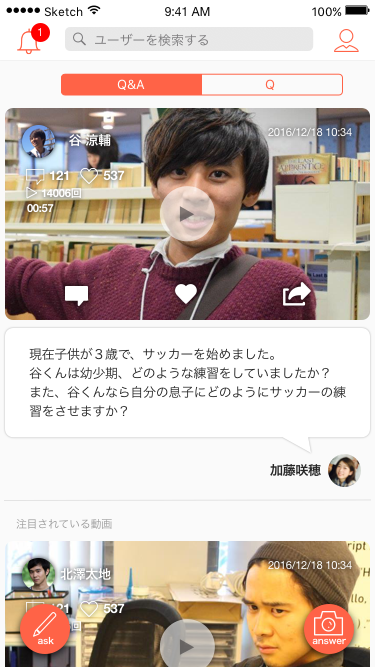 Sketch
9:41 AM
100%
1
ユーザーを検索する
Q&A
Q
谷 涼輔
2016/12/18 10:34
121
537
14006回
00:57
現在子供が３歳で、サッカーを始めました。
谷くんは幼少期、どのような練習をしていましたか？
また、谷くんなら自分の息子にどのようにサッカーの練
習をさせますか？
加藤咲穂
注目されている動画
北澤太地
2016/12/18 10:34
121
537
回
ask
answer